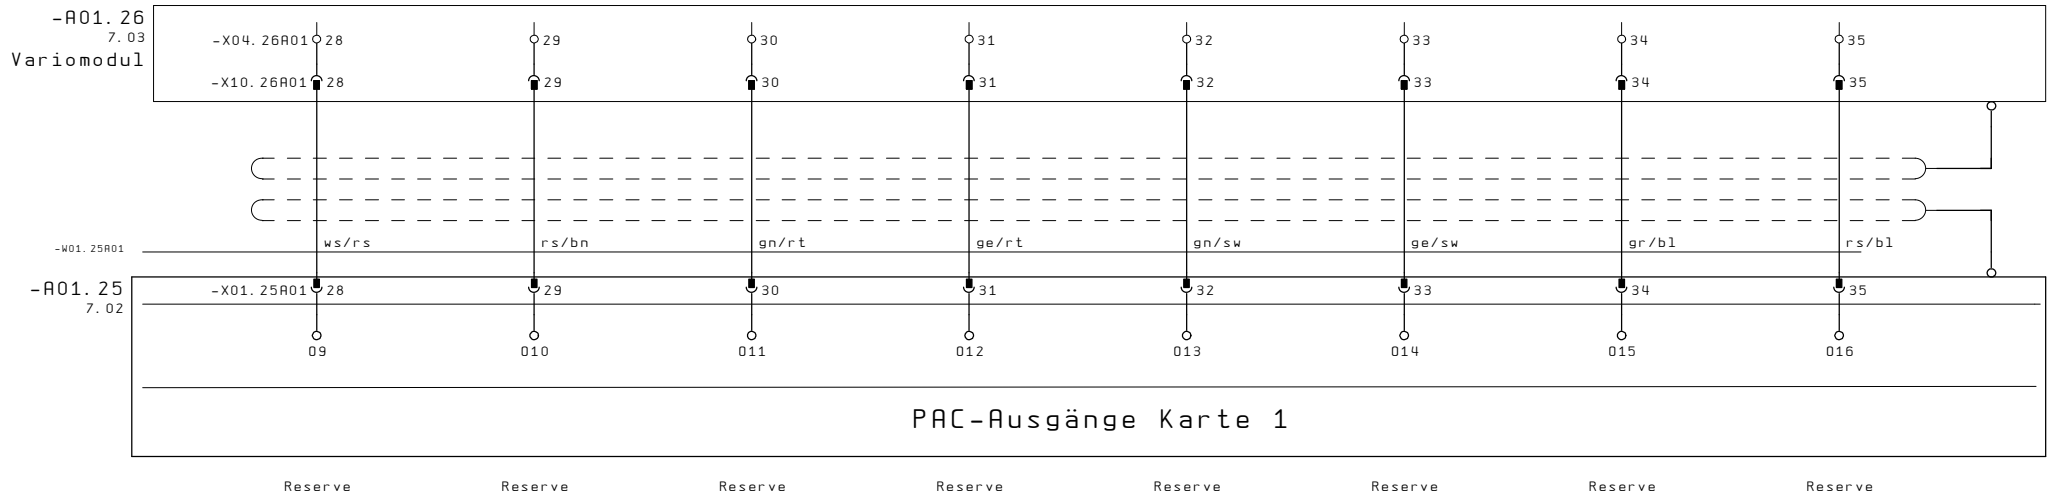 -A01.26
7.03
Variomodul
-X04.26A01 28 29 30 31 32 33 34 35
-X10.26A01 28 29 30 31 32 33 34 35
-W01.25A01 ws/rs rs/bn gn/rt ge/rt gn/sw ge/sw gr/bl rs/bl
-A01.25
7.02
-X01.25A01 28 29 30 31 32 33 34 35
O9 O10 O11 O12 O13 O14 O15 O16
PAC-Ausgänge Karte 1
Reserve Reserve Reserve Reserve Reserve Reserve Reserve Reserve